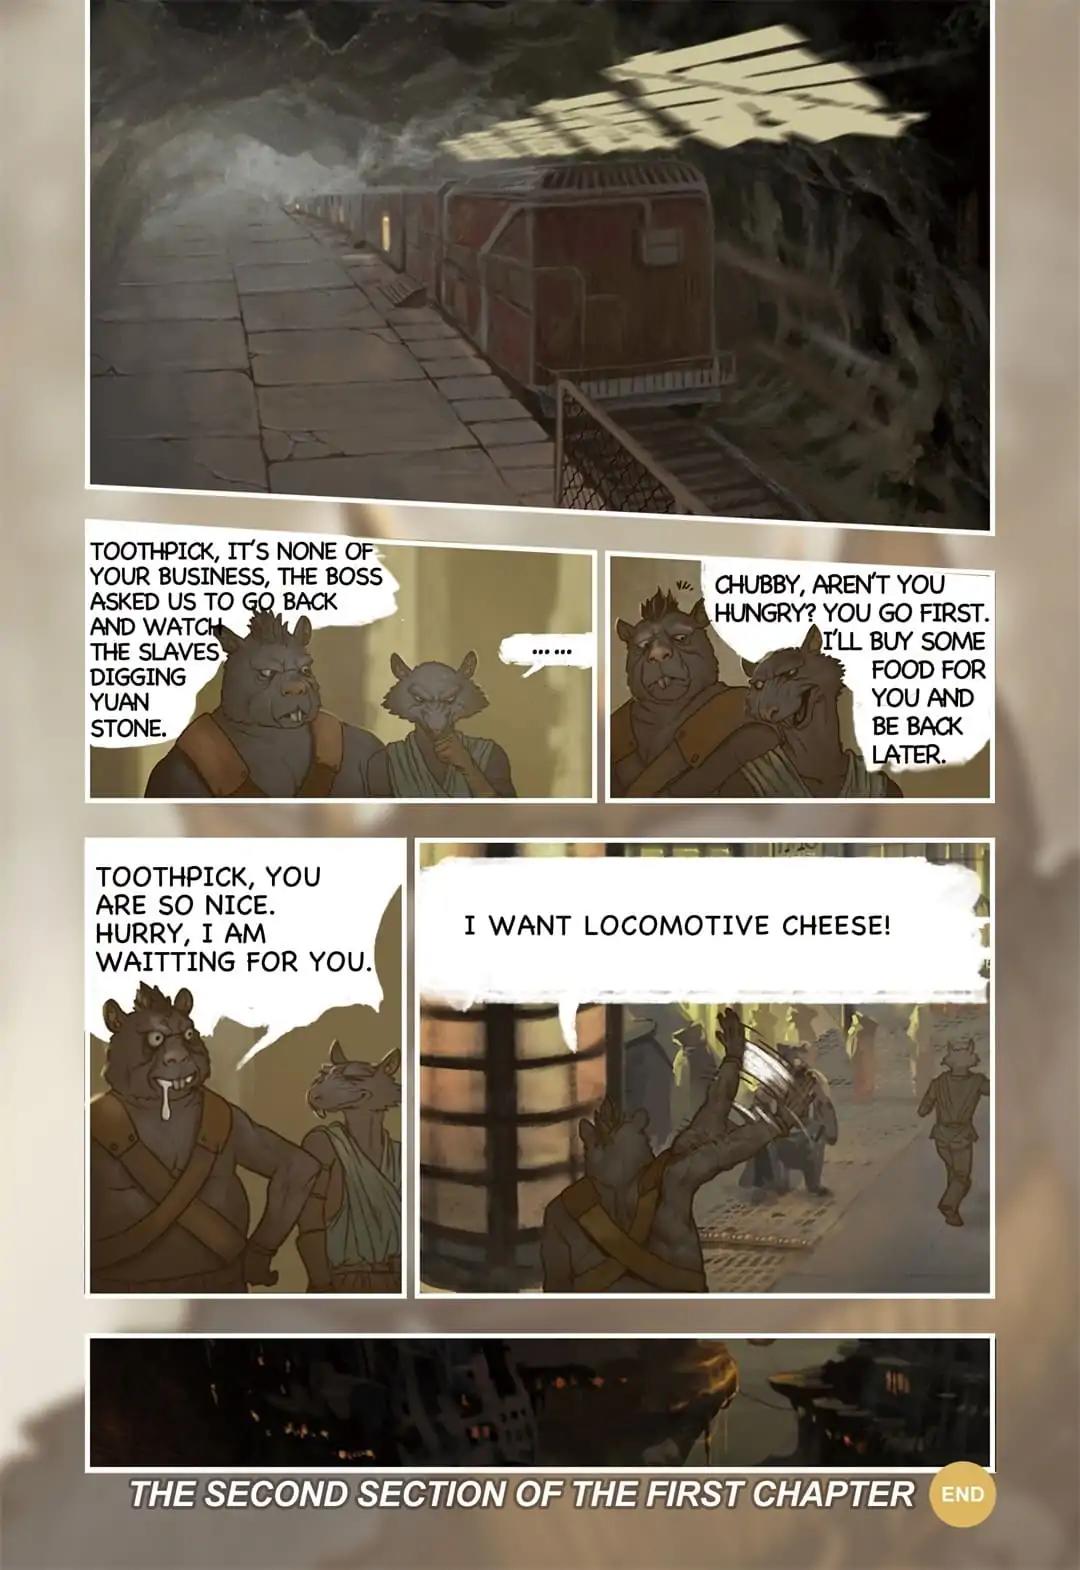 TOOTHPICK, IT'S NONE OF
YOUR BUSINESS, THE BOSS
ASKED US TO GO BACK
AND WATCH
THE SLAVES
DIGGING
YUAN
STONE.
... ...
CHUBBY, AREN'T YOU
HUNGRY? YOU GO FIRST.
I'LL BUY SOME
FOOD FOR
YOU AND
BE BACK
LATER.
TOOTHPICK, YOU
ARE SO NICE.
HURRY, I AM
WAITTING FOR YOU.
I WANT LOCOMOTIVE CHEESE!
THE SECOND SECTION OF THE FIRST CHAPTER END